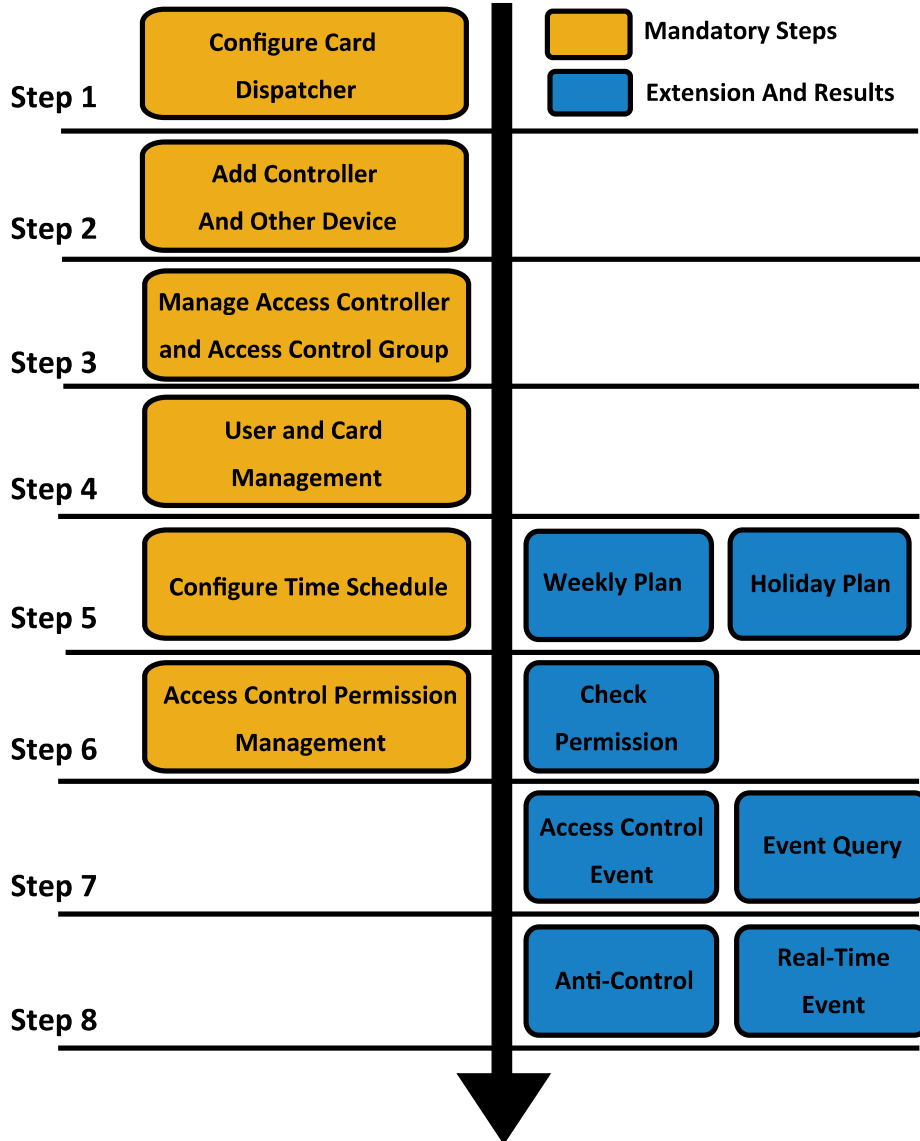 Configure Card
Dispatcher
Step 1
Mandatory Steps
Extension And Results
Add Controller
And Other Device
Step 2
Manage Access Controller
and Access Control Group
Step 3
User and Card
Management
Step 4
Configure Time Schedule
Step 5
Weekly Plan
Holiday Plan
Access Control Permission
Management
Step 6
Check
Permission
Step 7
Access Control
Event
Event Query
Step 8
Anti-Control
Real-Time
Event